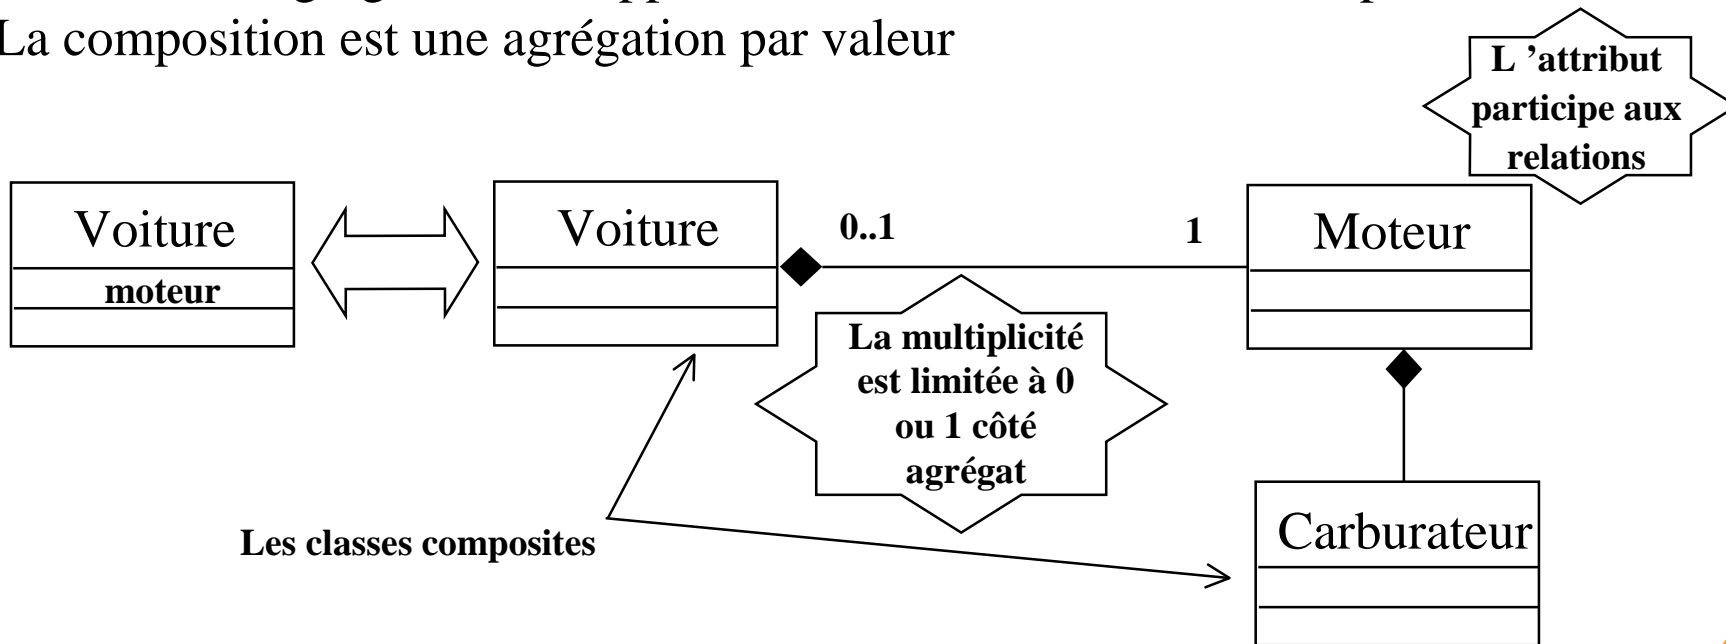 La composition est une agrégation par valeur
L ’attribut
participe aux
relations
Voiture
moteur
Voiture
0..1
1
Moteur
La multiplicité
est limitée à 0
ou 1 côté
agrégat
Les classes composites
Carburateur